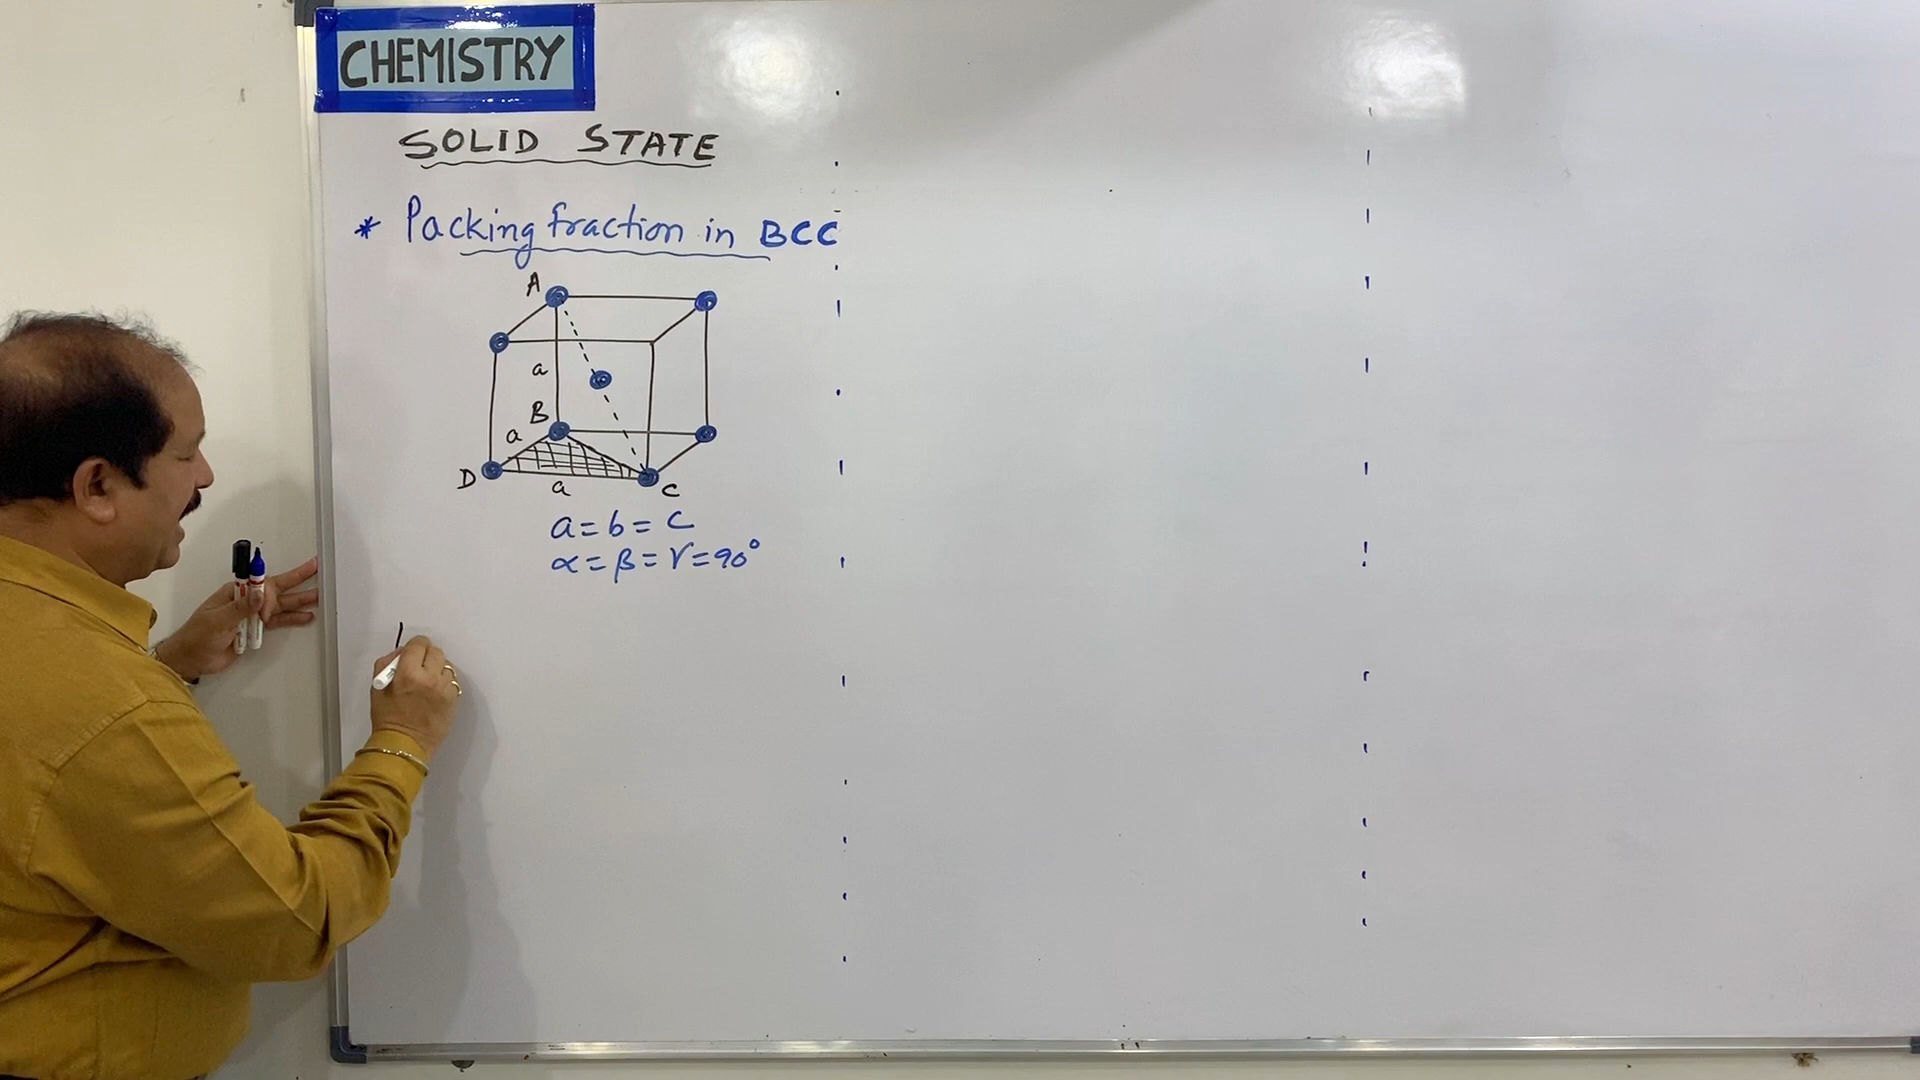 CHEMISTRY
SOLID STATE
* Packing fraction in BCC
A
a
B
a
D
a
C
a = b = c
α = β = γ = 90°